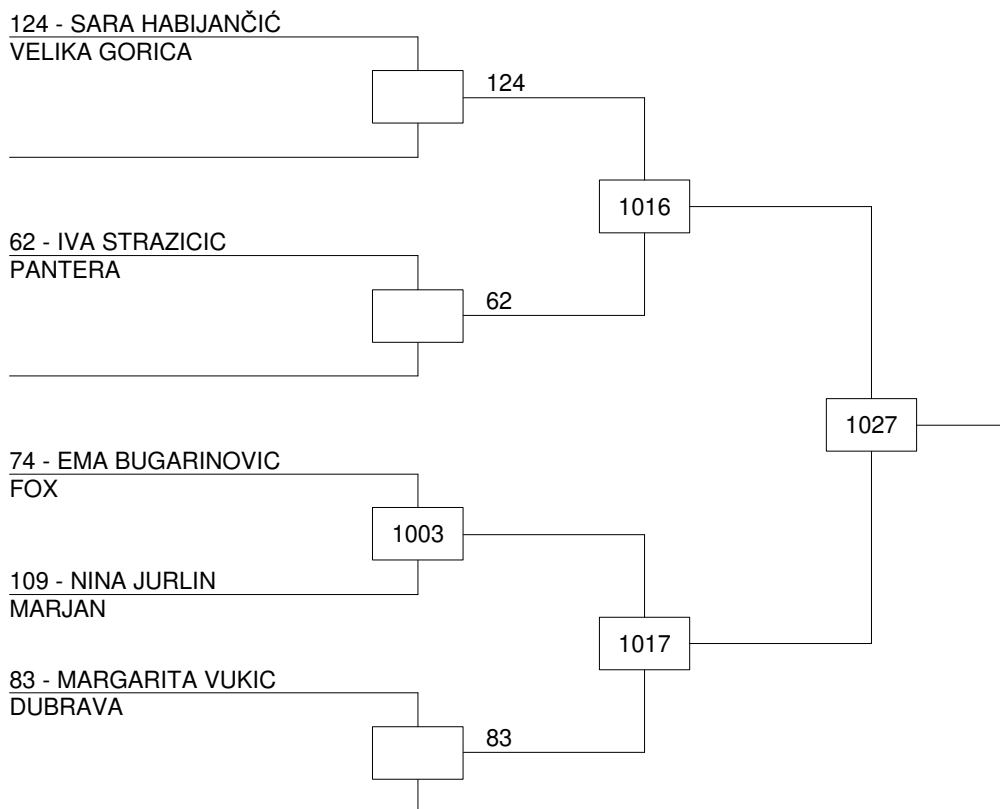 124 - SARA HABIJANČIĆ
VELIKA GORICA
124
1016
62 - IVA STRAZICIC
PANTERA
62
1027
74 - EMA BUGARINOVIC
FOX
1003
109 - NINA JURLIN
MARJAN
1017
83 - MARGARITA VUKIC
DUBRAVA
83